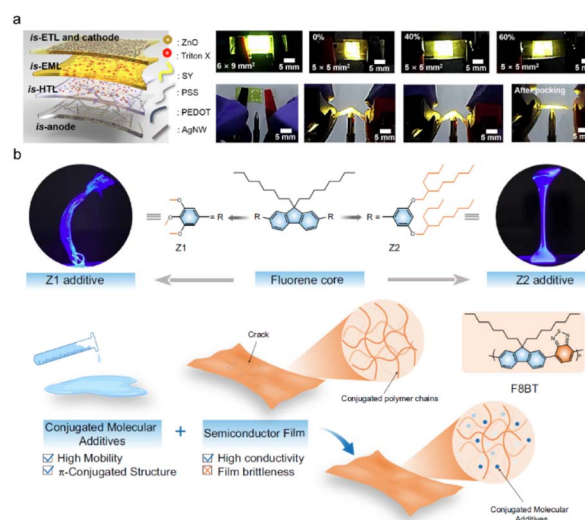 a
is-ETL and cathode
is-EML
is-HTL
is-anode
: ZnO
: Triton X
: SY
: PSS
: PEDOT
: AgNW
6 × 9 mm²
5 mm
0%
5 × 5 mm²
5 mm
40%
5 × 5 mm²
5 mm
60%
5 × 5 mm²
5 mm
5 mm
5 mm
5 mm
After pocking
5 mm
b
R
R
R
Z1
R
Z2
Z1 additive
Fluorene core
Z2 additive
Crack
Conjugated polymer chains
N
S
N
F8BT
Conjugated Molecular
Additives
High Mobility
π-Conjugated Structure
+
Semiconductor Film
High conductivity
Film brittleness
Conjugated Molecular
Additives